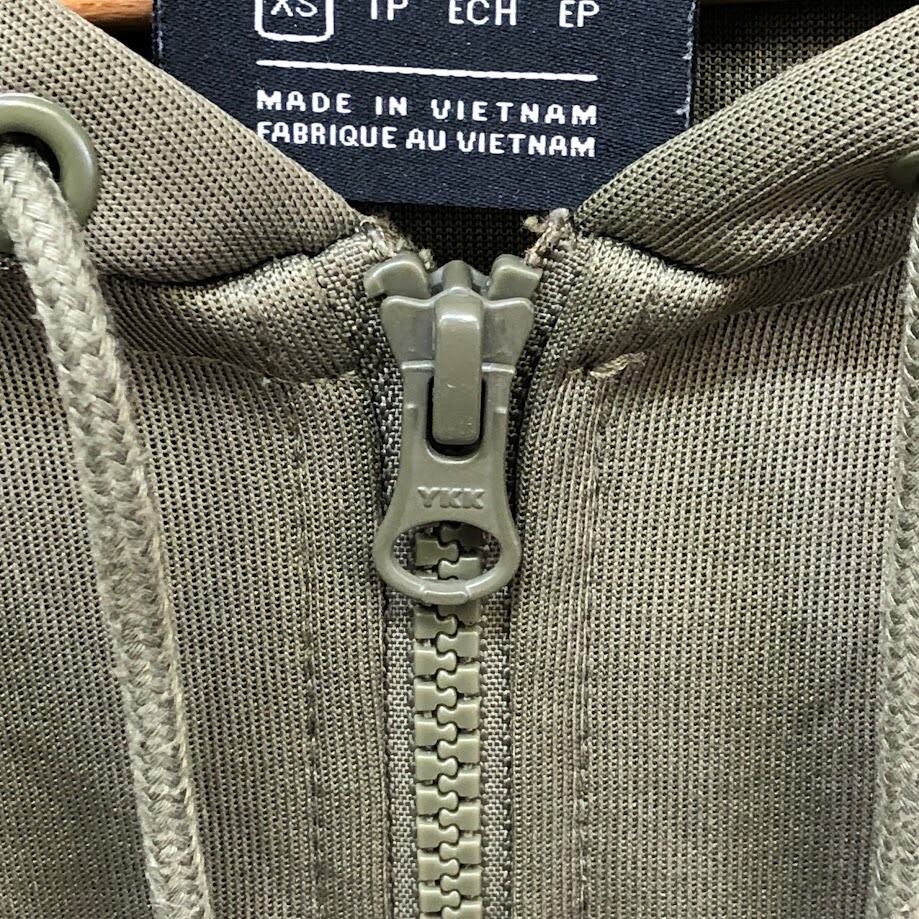 XS TP ECH EP
MADE IN VIETNAM
FABRIQUE AU VIETNAM
YKK